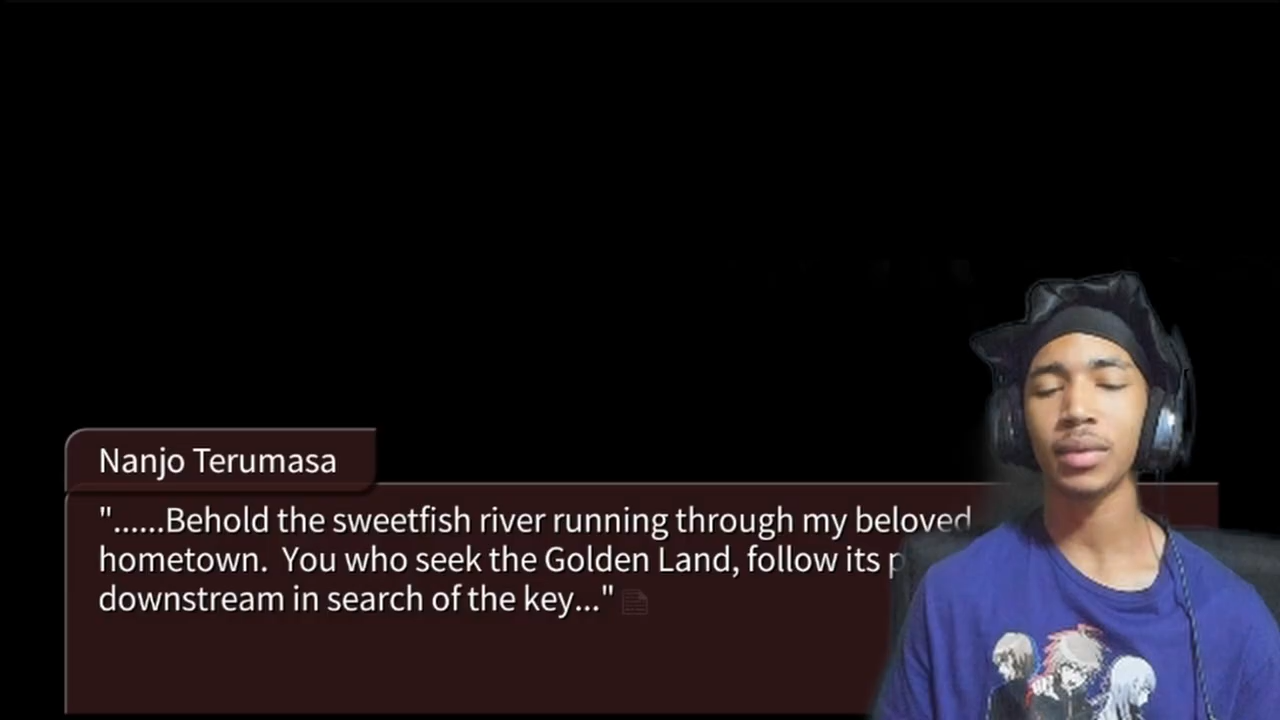 Nanjo Terumasa
"......Behold the sweetfish river running through my beloved
hometown.  You who seek the Golden Land, follow its
downstream in search of the key..."